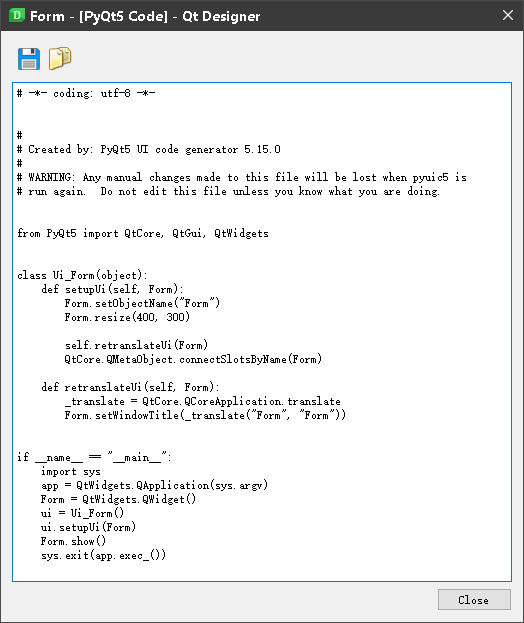 Form - [PyQt5 Code] - Qt Designer
# -*- coding: utf-8 -*-
#
# Created by: PyQt5 UI code generator 5.15.0
#
# WARNING: Any manual changes made to this file will be lost when pyuic5 is
# run again.  Do not edit this file unless you know what you are doing.
from PyQt5 import QtCore, QtGui, QtWidgets
class Ui_Form(object):
    def setupUi(self, Form):
        Form.setObjectName("Form")
        Form.resize(400, 300)
        self.retranslateUi(Form)
        QtCore.QMetaObject.connectSlotsByName(Form)
    def retranslateUi(self, Form):
        _translate = QtCore.QCoreApplication.translate
        Form.setWindowTitle(_translate("Form", "Form"))
if __name__ == "__main__":
    import sys
    app = QtWidgets.QApplication(sys.argv)
    Form = QtWidgets.QWidget()
    ui = Ui_Form()
    ui.setupUi(Form)
    Form.show()
    sys.exit(app.exec_())
Close